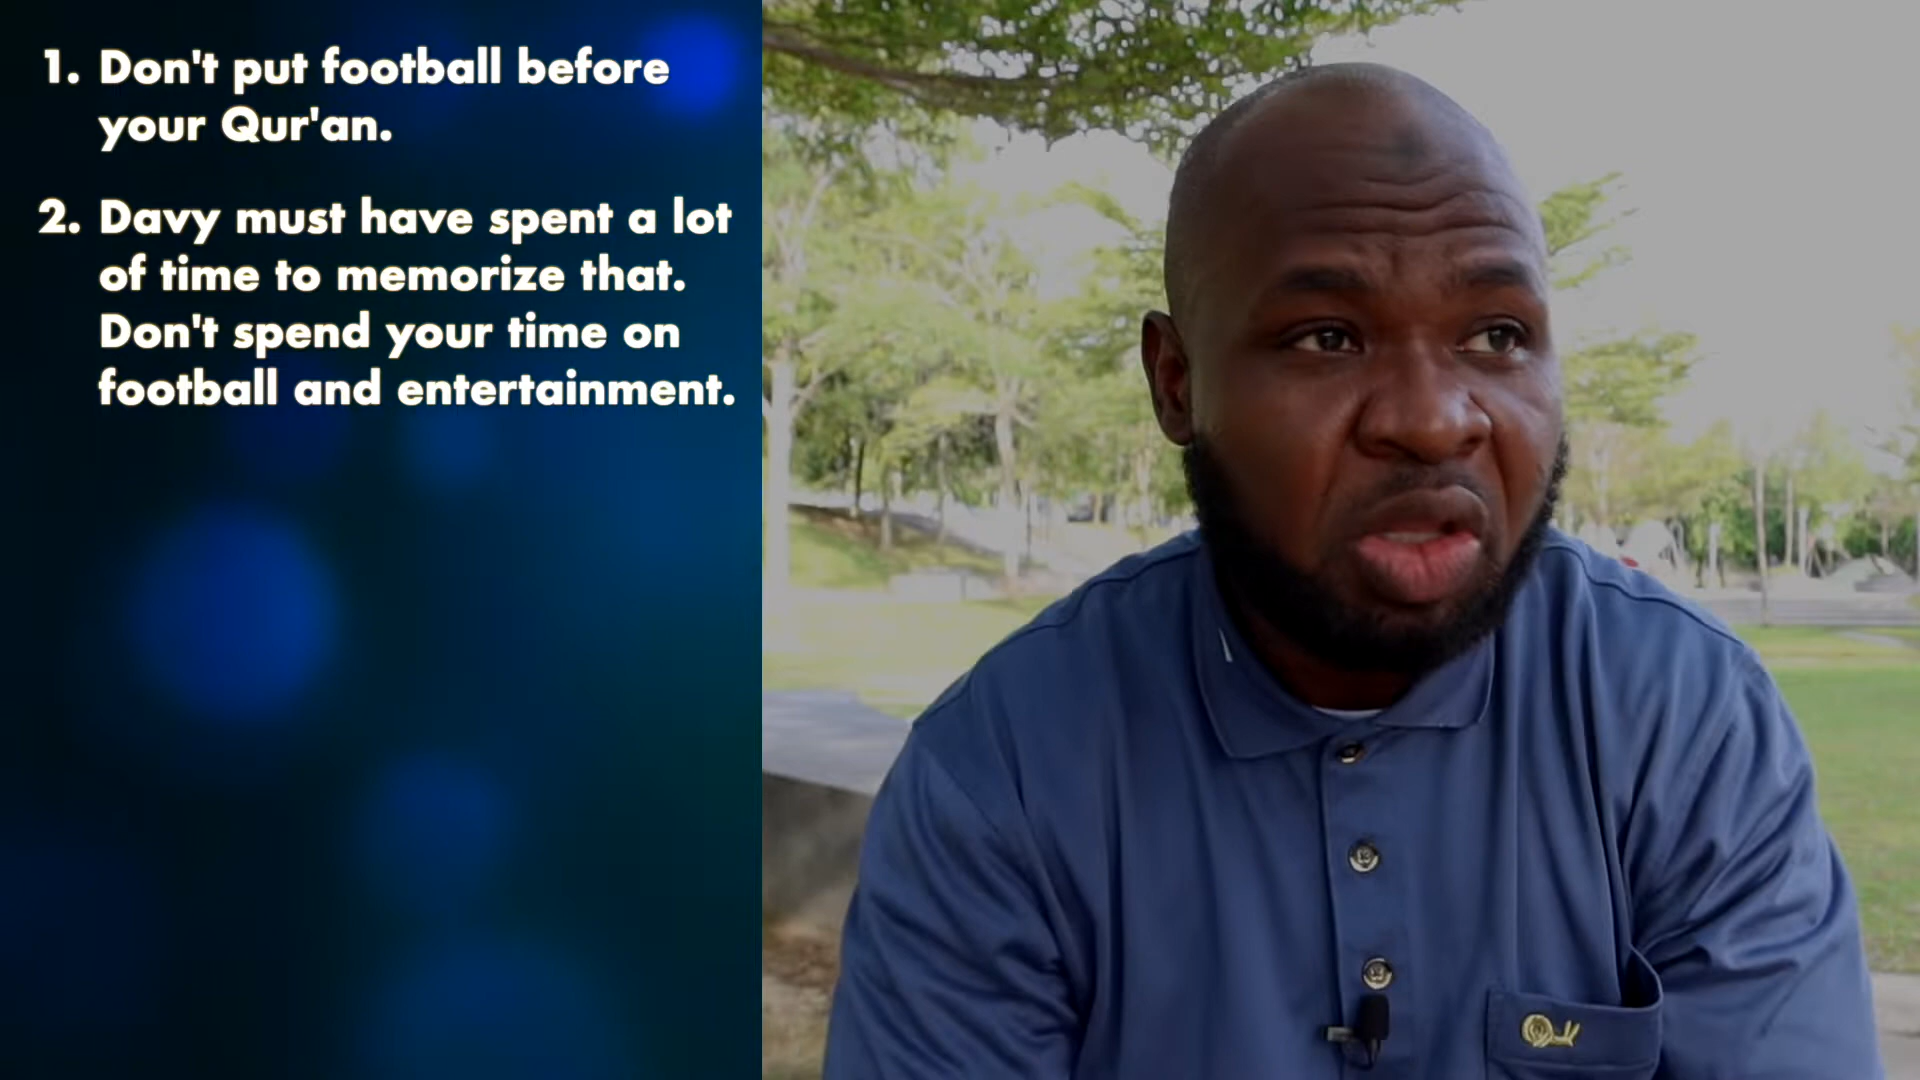 1. Don't put football before
your Qur'an.
2. Davy must have spent a lot
of time to memorize that.
Don't spend your time on
football and entertainment.